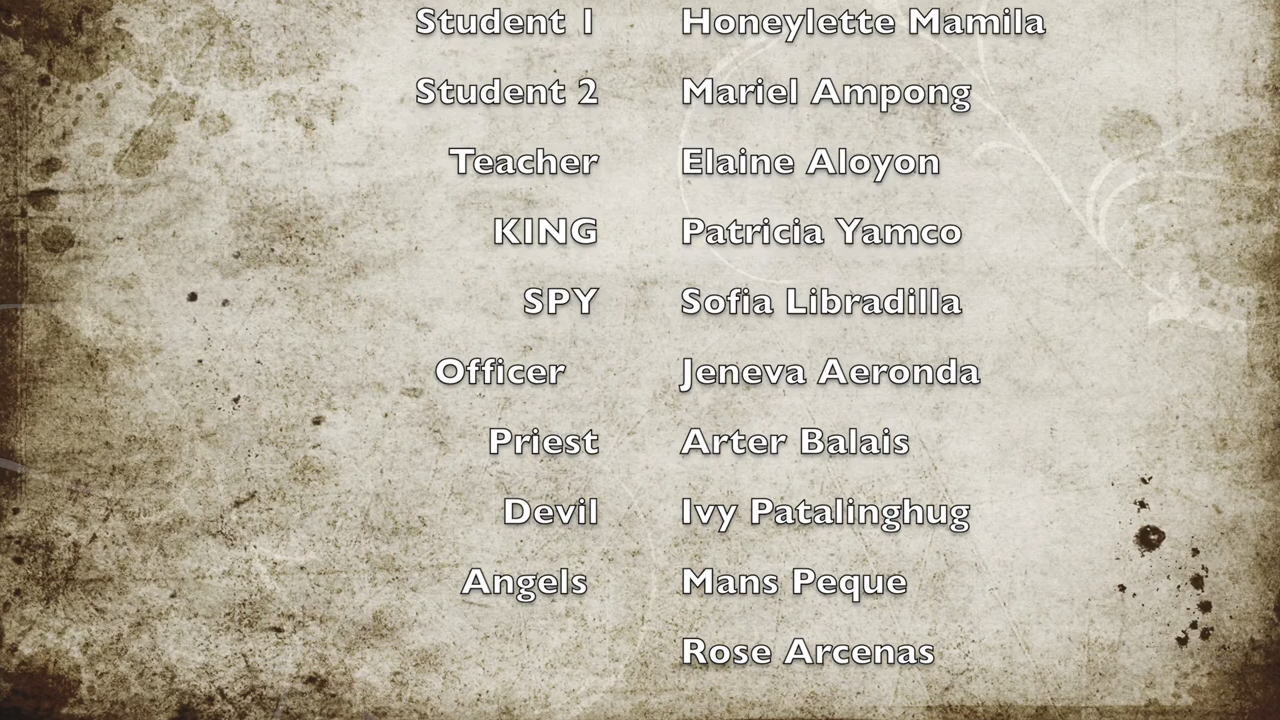 Student 1 Honeylette Mamila
Student 2 Mariel Ampong
Teacher Elaine Aloyon
KING Patricia Yamco
SPY Sofia Libradilla
Officer Jeneva Aeronda
Priest Arter Balais
Devil Ivy Patalinghug
Angels Mans Peque
Rose Arcenas